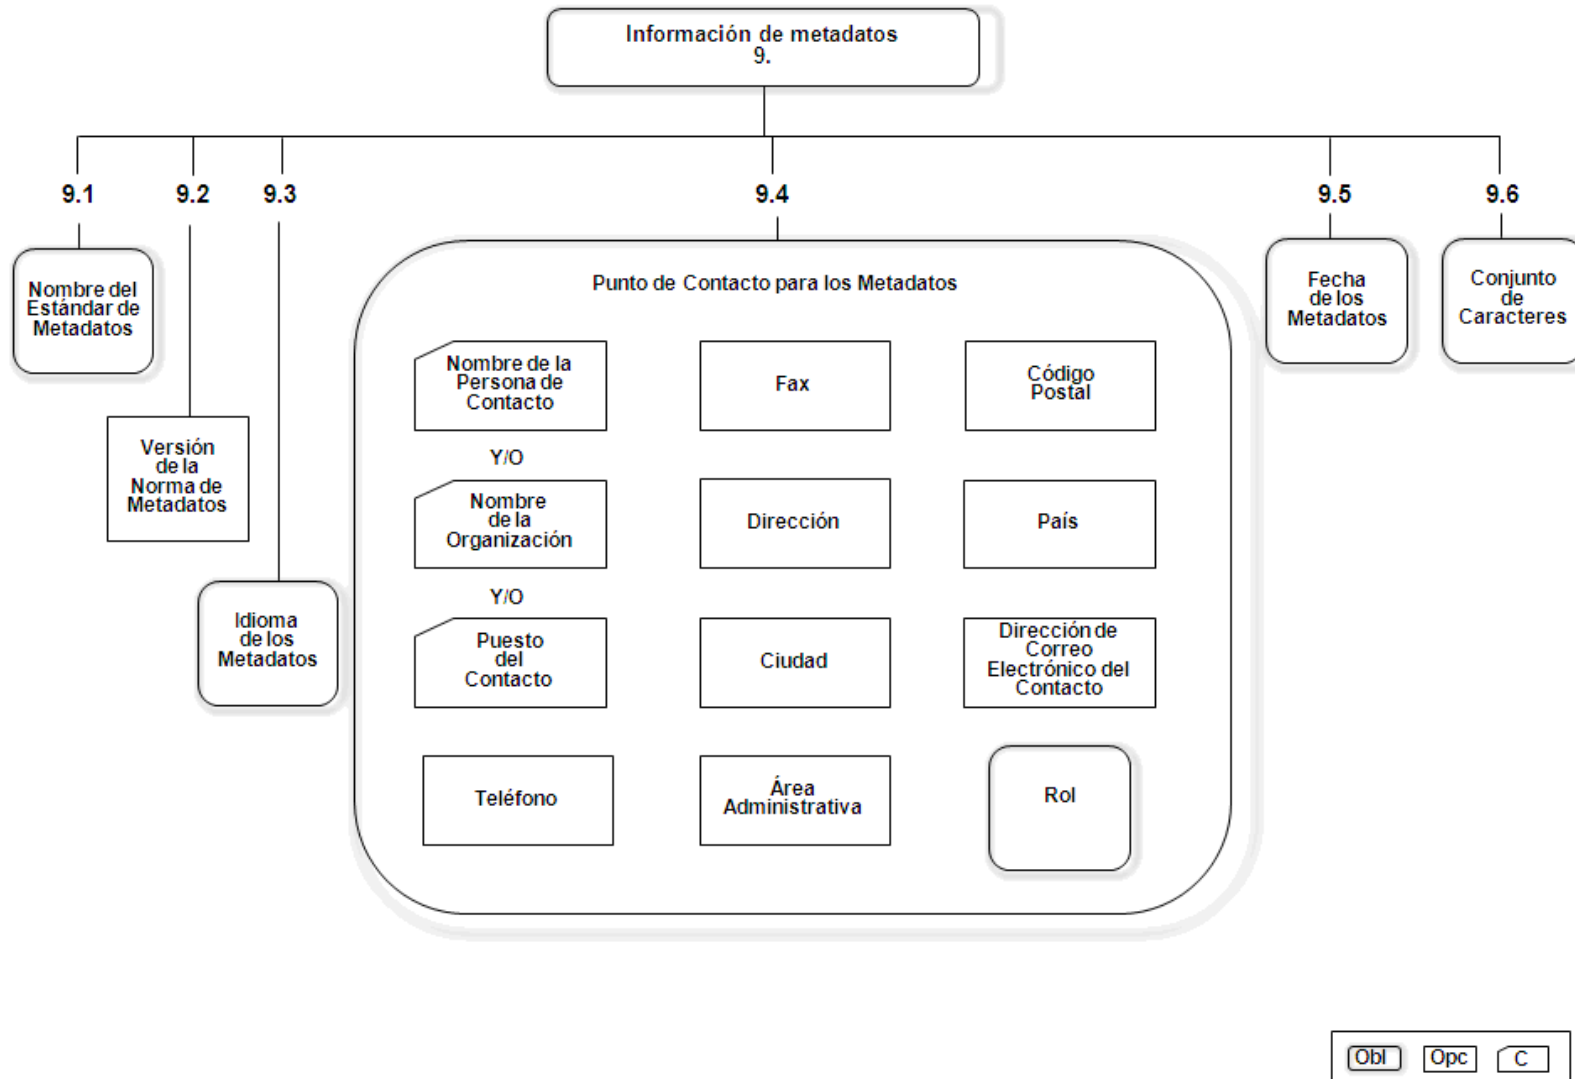 Información de metadatos
9.
9.1
9.2
9.3
9.4
9.5
9.6
Nombre del
Estándar de
Metadatos
Versión
de la
Norma de
Metadatos
Idioma
de los
Metadatos
Punto de Contacto para los Metadatos
Nombre de la
Persona de
Contacto
Fax
Código
Postal
Y/O
Nombre
de la
Organización
Dirección
País
Y/O
Puesto
del
Contacto
Ciudad
Dirección de
Correo
Electrónico del
Contacto
Teléfono
Área
Administrativa
Rol
Fecha
de los
Metadatos
Conjunto
de
Caracteres
Obl
Opc
C